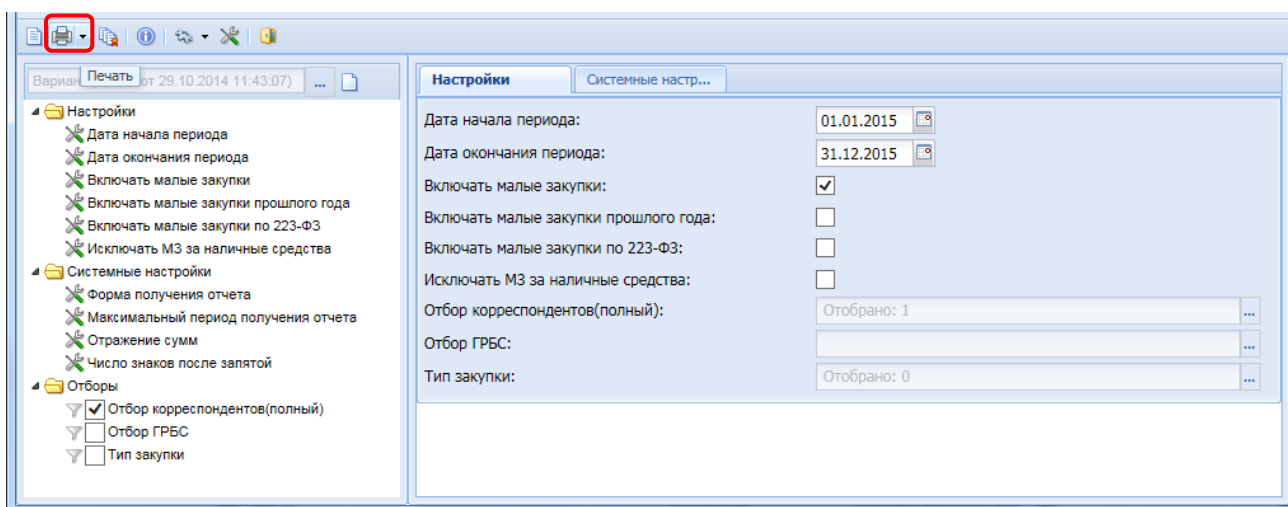 Вариан
Печать
от 29.10.2014 11:43:07)
...
Настройки
Дата начала периода
Дата окончания периода
Включать малые закупки
Включать малые закупки прошлого года
Включать малые закупки по 223-ФЗ
Исключать МЗ за наличные средства
Системные настройки
Форма получения отчета
Максимальный период получения отчета
Отражение сумм
Число знаков после запятой
Отборы
Отбор корреспондентов(полный)
Отбор ГРБС
Тип закупки
Настройки
Системные настр...
Дата начала периода: 01.01.2015
Дата окончания периода: 31.12.2015
Включать малые закупки:
Включать малые закупки прошлого года:
Включать малые закупки по 223-ФЗ:
Исключать МЗ за наличные средства:
Отбор корреспондентов(полный): Отобрано: 1 ...
Отбор ГРБС: ...
Тип закупки: Отобрано: 0 ...